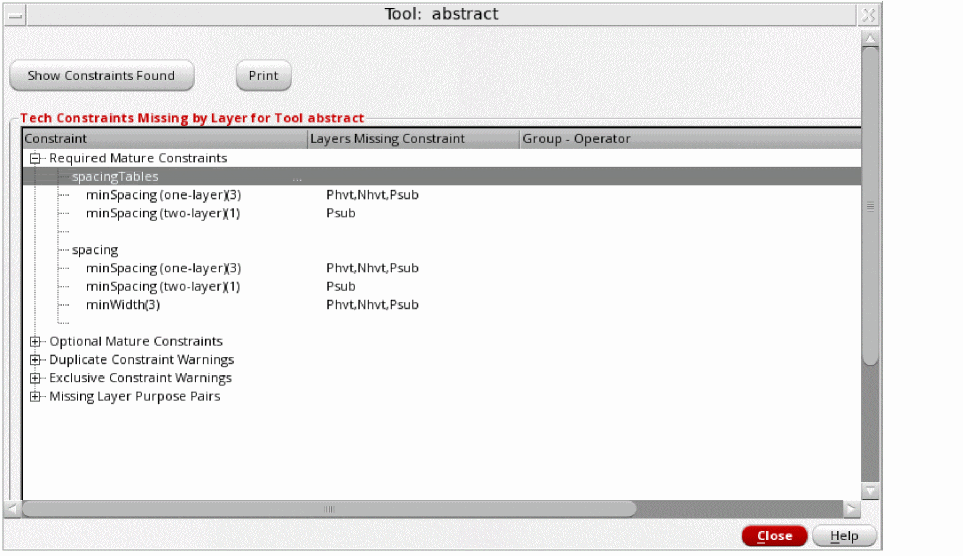 Tool: abstract
Show Constraints Found Print
Tech Constraints Missing by Layer for Tool abstract
Constraint Layers Missing Constraint Group - Operator
Required Mature Constraints
spacingTables ...
minSpacing (one-layer)(3) Phvt,Nhvt,Psub
minSpacing (two-layer)(1) Psub
spacing
minSpacing (one-layer)(3) Phvt,Nhvt,Psub
minSpacing (two-layer)(1) Psub
minWidth(3) Phvt,Nhvt,Psub
Optional Mature Constraints
Duplicate Constraint Warnings
Exclusive Constraint Warnings
Missing Layer Purpose Pairs
Close Help